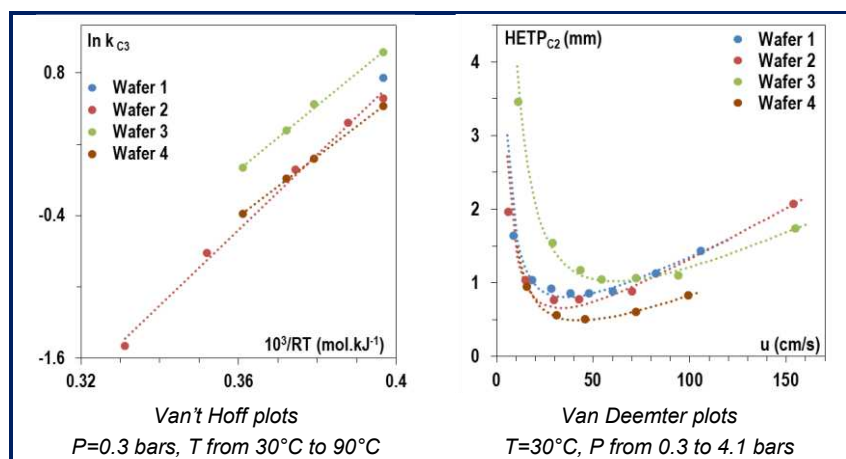 ln k C3
0.8
Wafer 1
Wafer 2
Wafer 3
Wafer 4
-0.4
10³/RT (mol.kJ⁻¹)
-1.6
0.32 0.36 0.4
Van't Hoff plots
P=0.3 bars, T from 30°C to 90°C
HETP C2 (mm)
4
Wafer 1
Wafer 2
Wafer 3
Wafer 4
3
2
1
u (cm/s)
0
0 50 100 150
Van Deemter plots
T=30°C, P from 0.3 to 4.1 bars